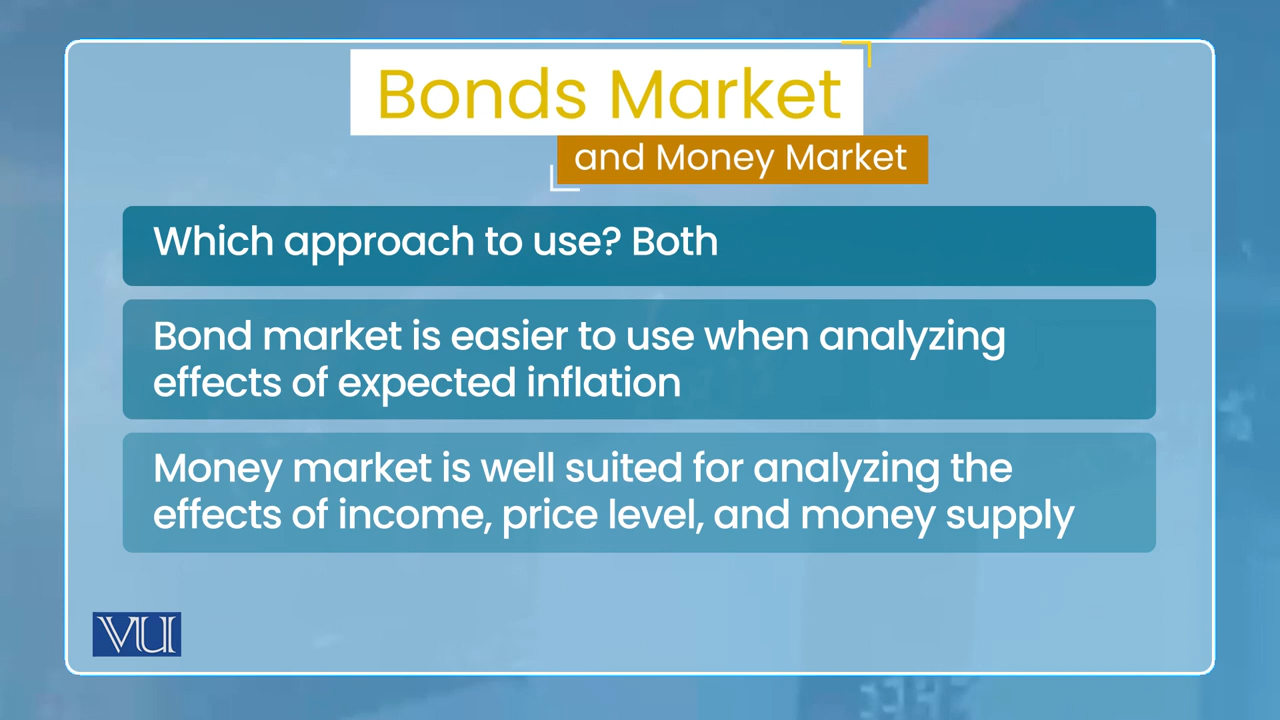 Bonds Market
and Money Market
Which approach to use? Both
Bond market is easier to use when analyzing
effects of expected inflation
Money market is well suited for analyzing the
effects of income, price level, and money supply
VU